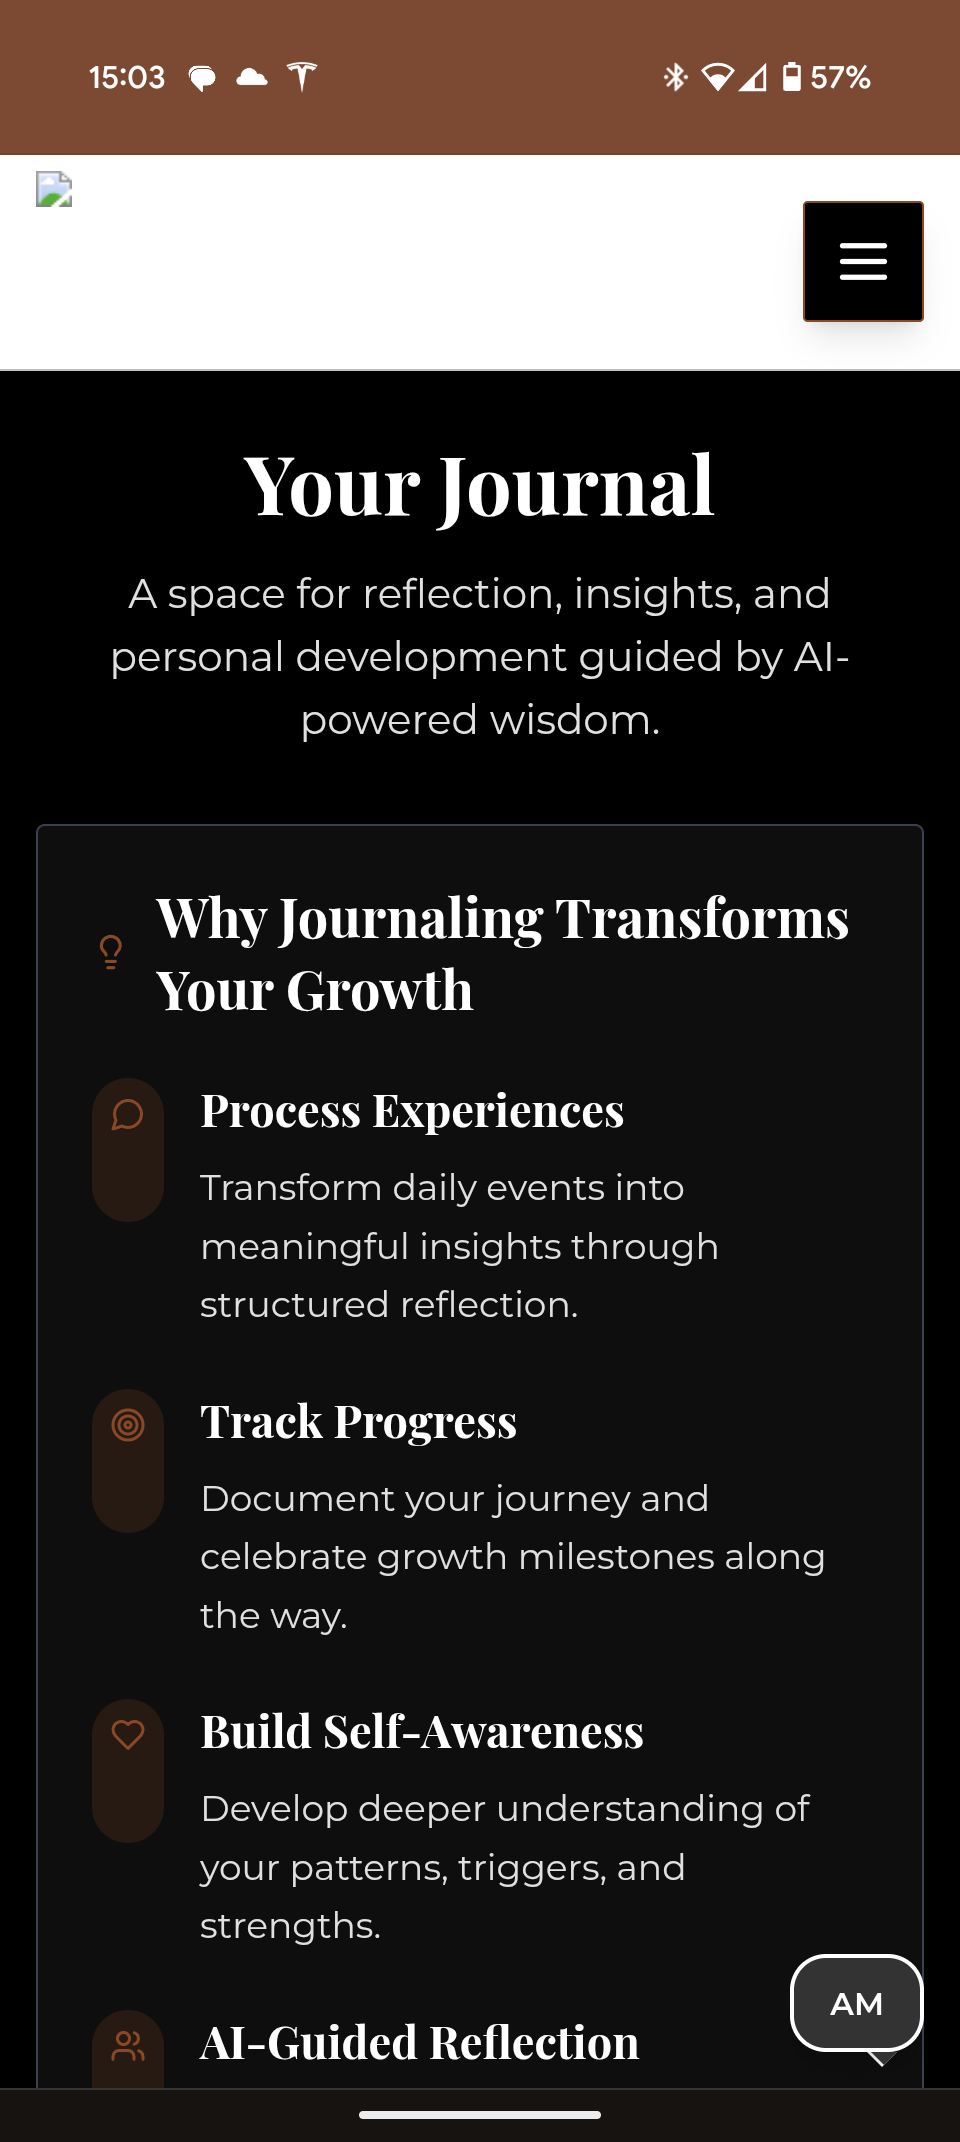 15:03
57%
Your Journal
A space for reflection, insights, and
personal development guided by AI-
powered wisdom.
Why Journaling Transforms
Your Growth
Process Experiences
Transform daily events into
meaningful insights through
structured reflection.
Track Progress
Document your journey and
celebrate growth milestones along
the way.
Build Self-Awareness
Develop deeper understanding of
your patterns, triggers, and
strengths.
AM
AI-Guided Reflection